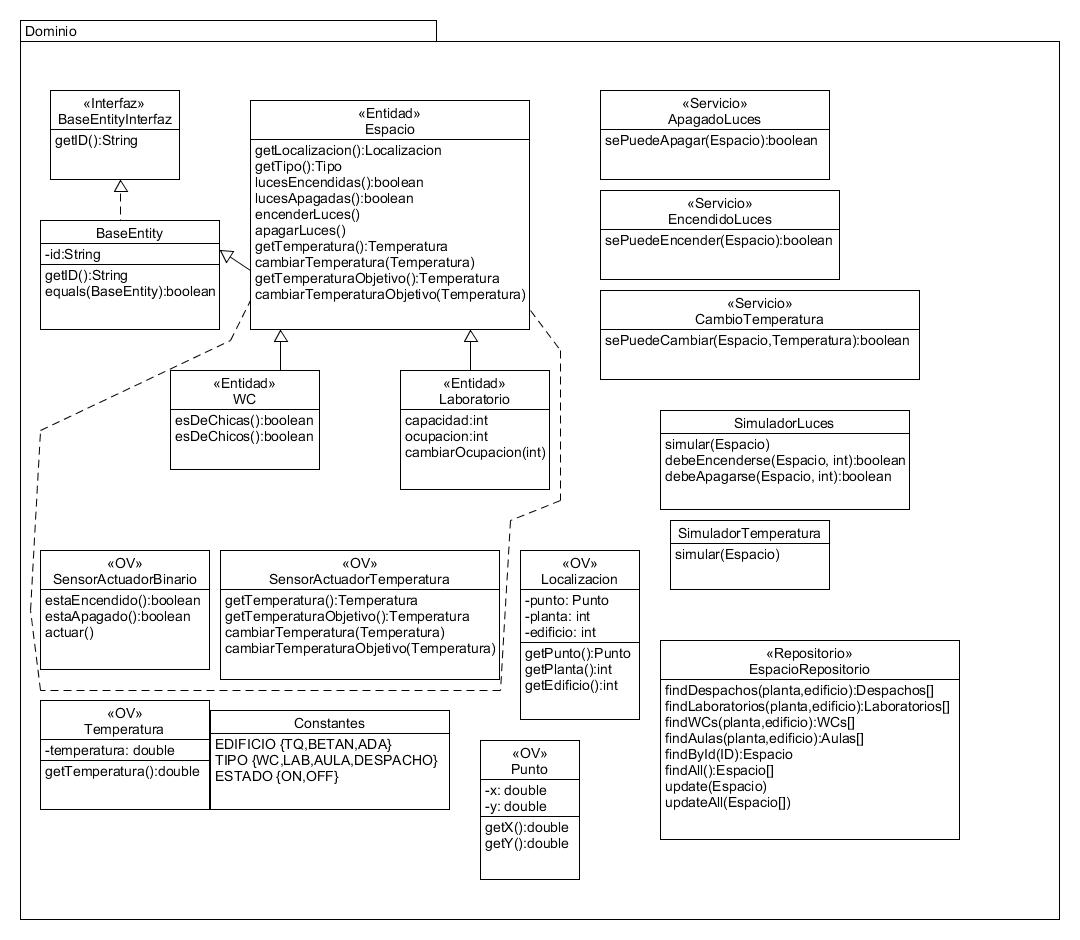 Dominio
«Interfaz»
BaseEntityInterfaz
getID():String
BaseEntity
-id:String
getID():String
equals(BaseEntity):boolean
«Entidad»
Espacio
getLocalizacion():Localizacion
getTipo():Tipo
lucesEncendidas():boolean
lucesApagadas():boolean
encenderLuces()
apagarLuces()
getTemperatura():Temperatura
cambiarTemperatura(Temperatura)
getTemperaturaObjetivo():Temperatura
cambiarTemperaturaObjetivo(Temperatura)
«Servicio»
ApagadoLuces
sePuedeApagar(Espacio):boolean
«Servicio»
EncendidoLuces
sePuedeEncender(Espacio):boolean
«Servicio»
CambioTemperatura
sePuedeCambiar(Espacio,Temperatura):boolean
«Entidad»
WC
esDeChicas():boolean
esDeChicos():boolean
«Entidad»
Laboratorio
capacidad:int
ocupacion:int
cambiarOcupacion(int)
SimuladorLuces
simular(Espacio)
debeEncenderse(Espacio, int):boolean
debeApagarse(Espacio, int):boolean
SimuladorTemperatura
simular(Espacio)
«OV»
SensorActuadorBinario
estaEncendido():boolean
estaApagado():boolean
actuar()
«OV»
SensorActuadorTemperatura
getTemperatura():Temperatura
getTemperaturaObjetivo():Temperatura
cambiarTemperatura(Temperatura)
cambiarTemperaturaObjetivo(Temperatura)
«OV»
Localizacion
-punto: Punto
-planta: int
-edificio: int
getPunto():Punto
getPlanta():int
getEdificio():int
«Repositorio»
EspacioRepositorio
findDespachos(planta,edificio):Despachos[]
findLaboratorios(planta,edificio):Laboratorios[]
findWCs(planta,edificio):WCs[]
findAulas(planta,edificio):Aulas[]
findById(ID):Espacio
findAll():Espacio[]
update(Espacio)
updateAll(Espacio[])
«OV»
Temperatura
-temperatura: double
getTemperatura():double
Constantes
EDIFICIO {TQ,BETAN,ADA}
TIPO {WC,LAB,AULA,DESPACHO}
ESTADO {ON,OFF}
«OV»
Punto
-x: double
-y: double
getX():double
getY():double